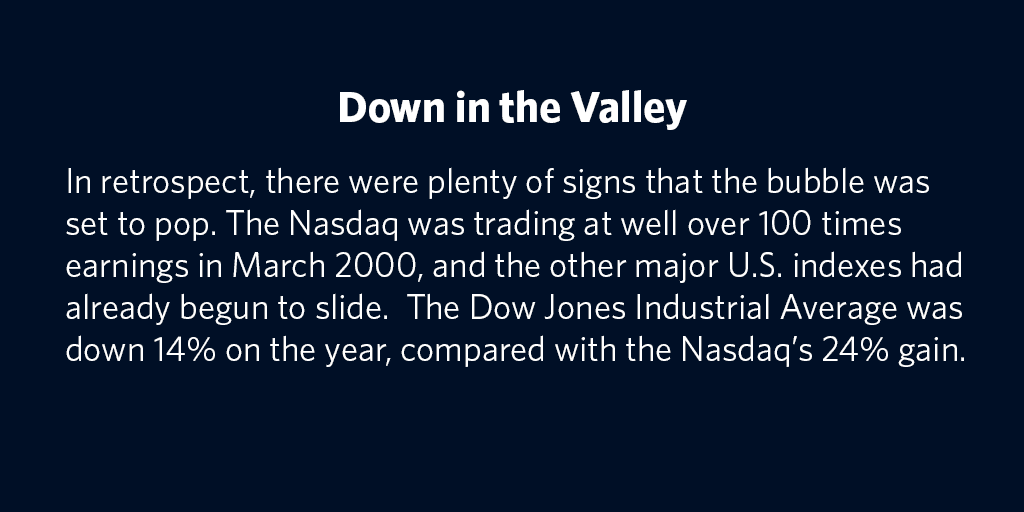 Down in the Valley
In retrospect, there were plenty of signs that the bubble was
set to pop. The Nasdaq was trading at well over 100 times
earnings in March 2000, and the other major U.S. indexes had
already begun to slide.  The Dow Jones Industrial Average was
down 14% on the year, compared with the Nasdaq’s 24% gain.